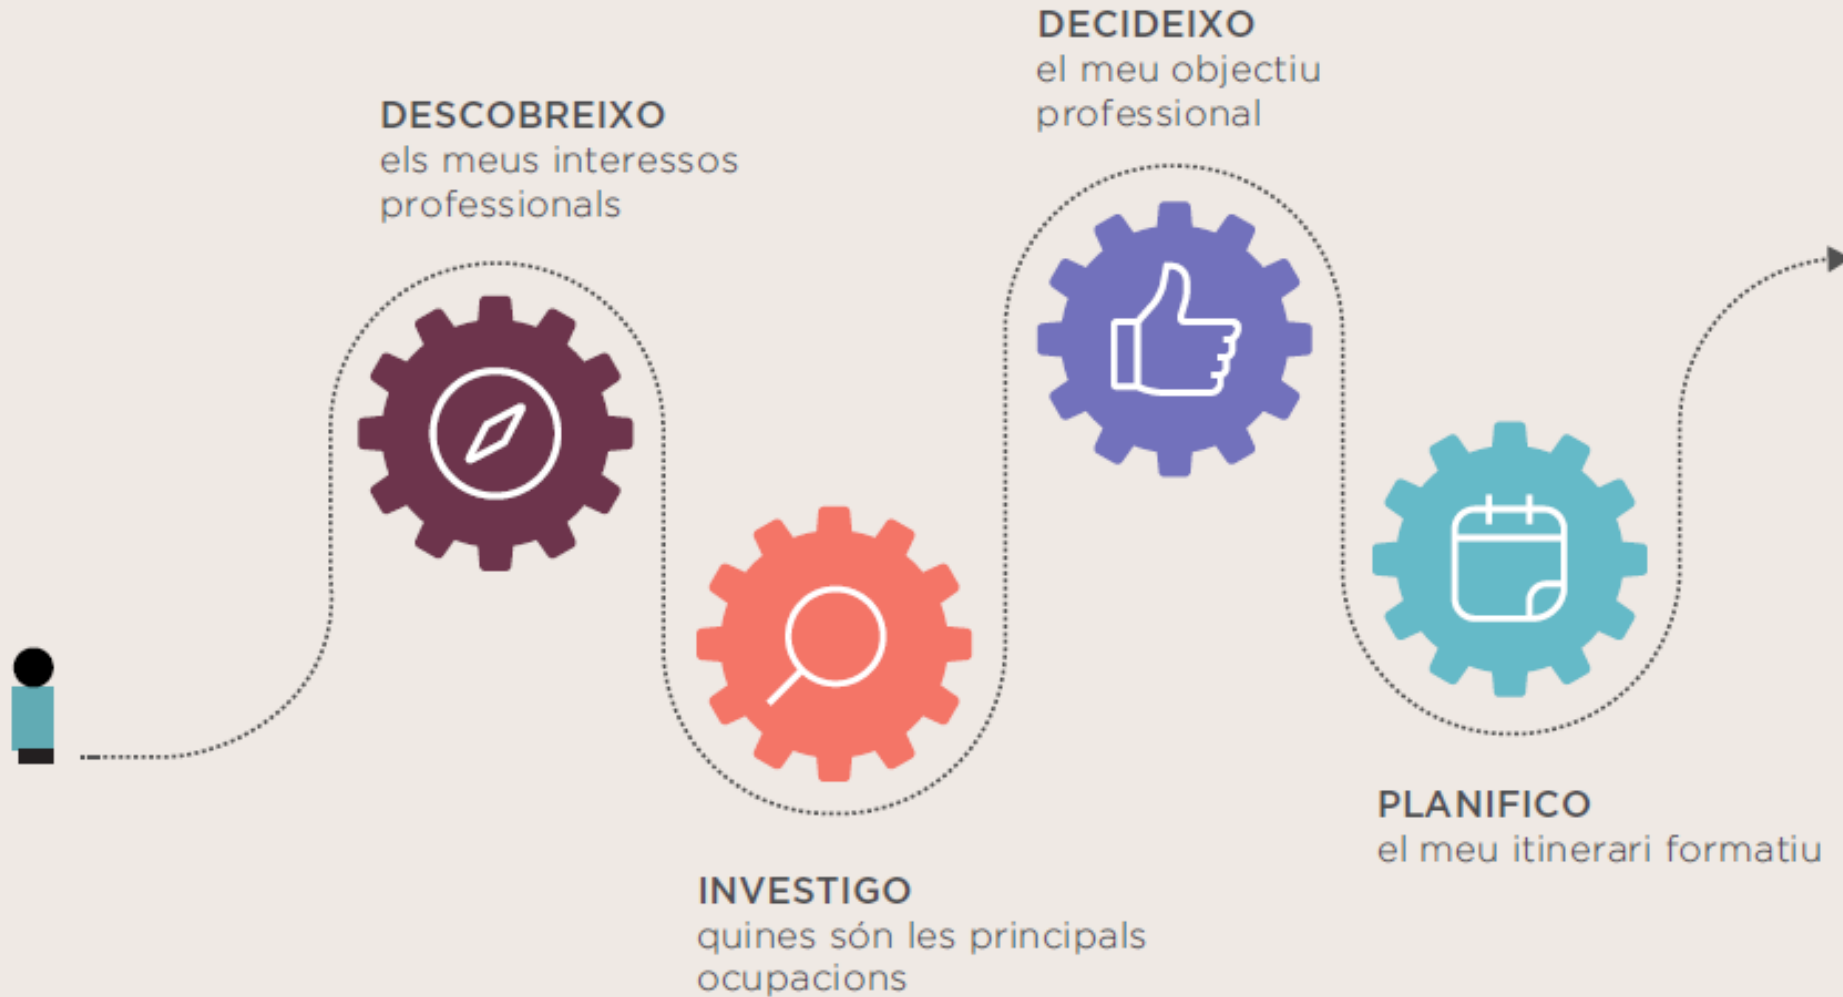 DESCOBREIXO
els meus interessos
professionals
INVESTIGO
quines són les principals
ocupacions
DECIDEIXO
el meu objectiu
professional
PLANIFICO
el meu itinerari formatiu